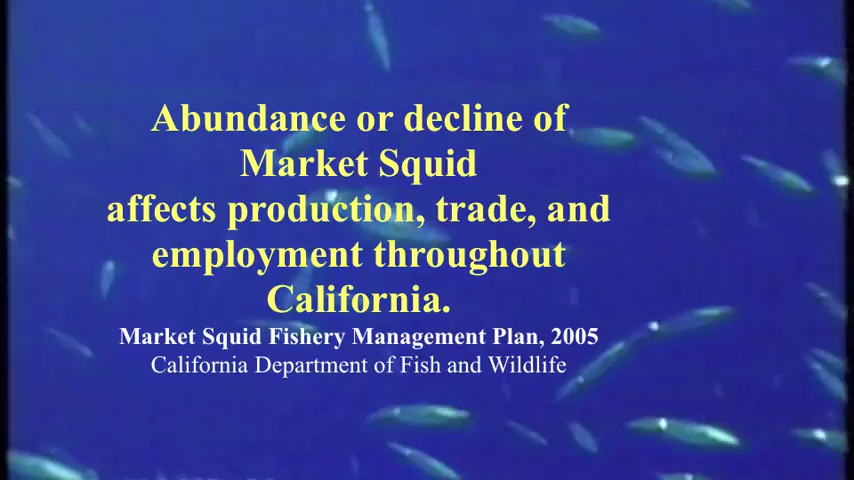 Abundance or decline of
Market Squid
affects production, trade, and
employment throughout
California.
Market Squid Fishery Management Plan, 2005
California Department of Fish and Wildlife